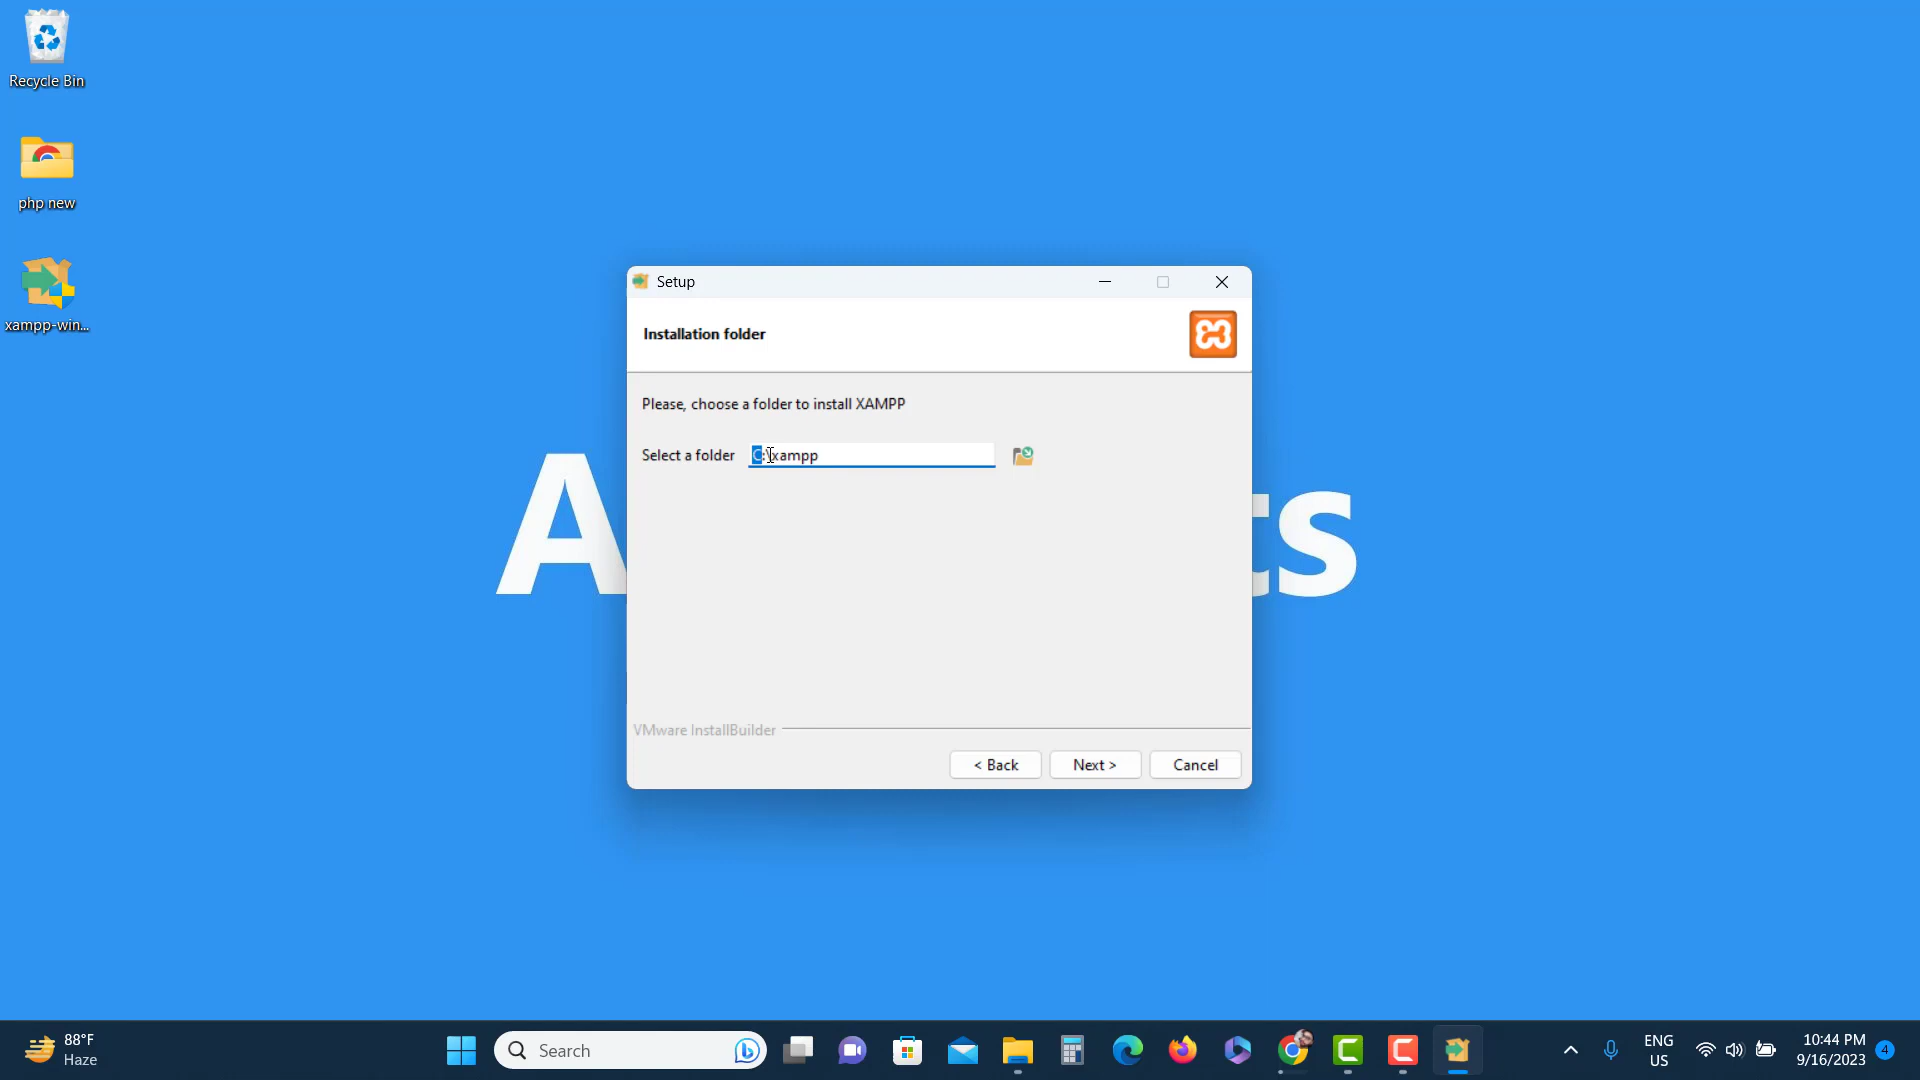 Recycle Bin
php new
xampp-win...
Setup
Installation folder
Please, choose a folder to install XAMPP
Select a folder
C:\xampp
A
ts
VMware InstallBuilder
< Back
Next >
Cancel
88°F
Haze
Search
ENG
US
10:44 PM
9/16/2023
4